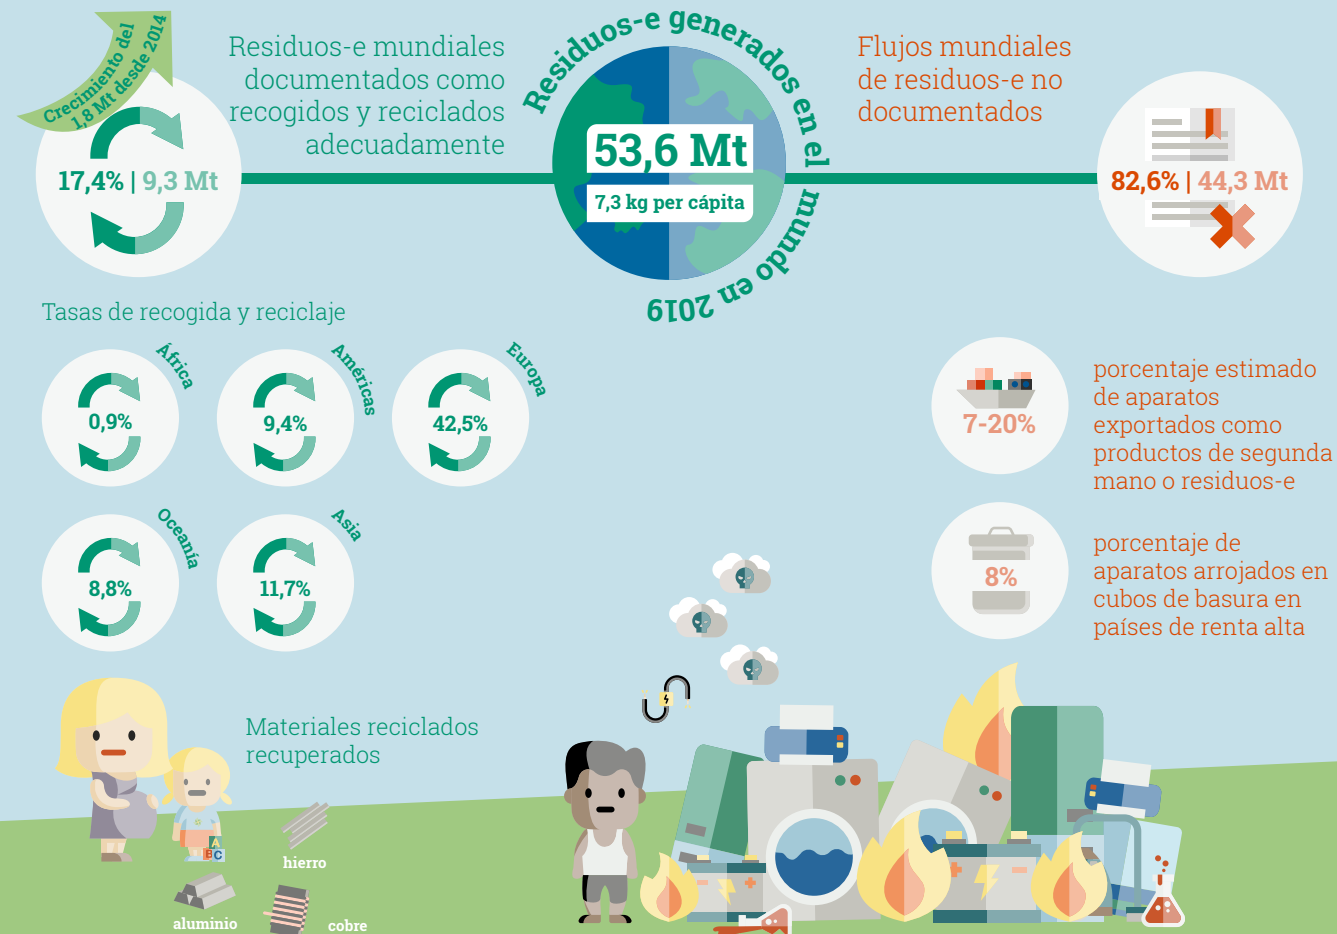 Crecimiento del
1,8 Mt desde 2014
Residuos-e mundiales
documentados como
recogidos y reciclados
adecuadamente
17,4% | 9,3 Mt
Residuos-e generados en el mundo en 2019
53,6 Mt
7,3 kg per cápita
Flujos mundiales
de residuos-e no
documentados
82,6% | 44,3 Mt
Tasas de recogida y reciclaje
África
0,9%
Américas
9,4%
Europa
42,5%
Oceanía
8,8%
Asia
11,7%
7-20%
porcentaje estimado
de aparatos
exportados como
productos de segunda
mano o residuos-e
8%
porcentaje de
aparatos arrojados en
cubos de basura en
países de renta alta
Materiales reciclados
recuperados
A
BC
hierro
aluminio
cobre